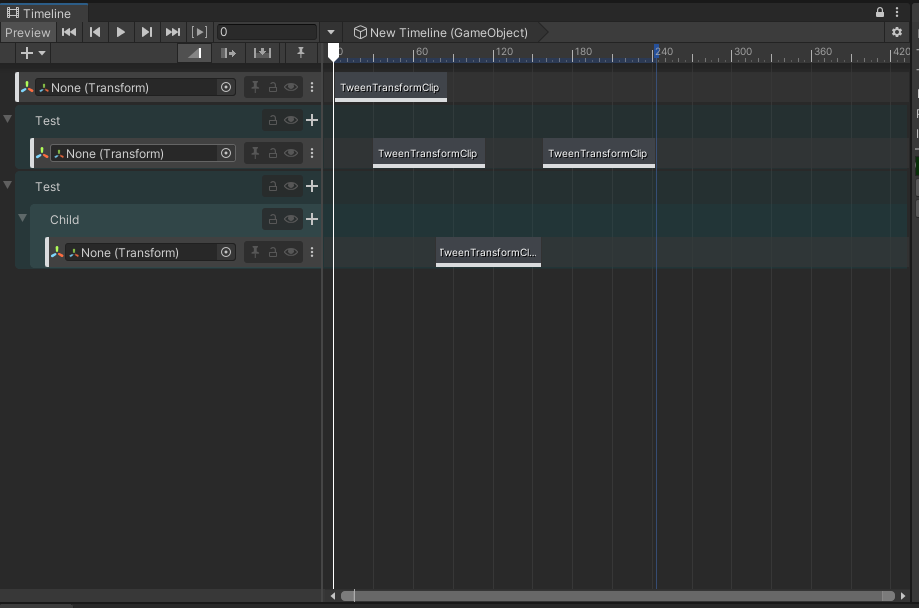 Timeline
Preview 0 New Timeline (GameObject)
0 60 120 180 240 300 360 420
None (Transform) TweenTransformClip
Test
None (Transform) TweenTransformClip TweenTransformClip
Test
Child
None (Transform) TweenTransformCl...